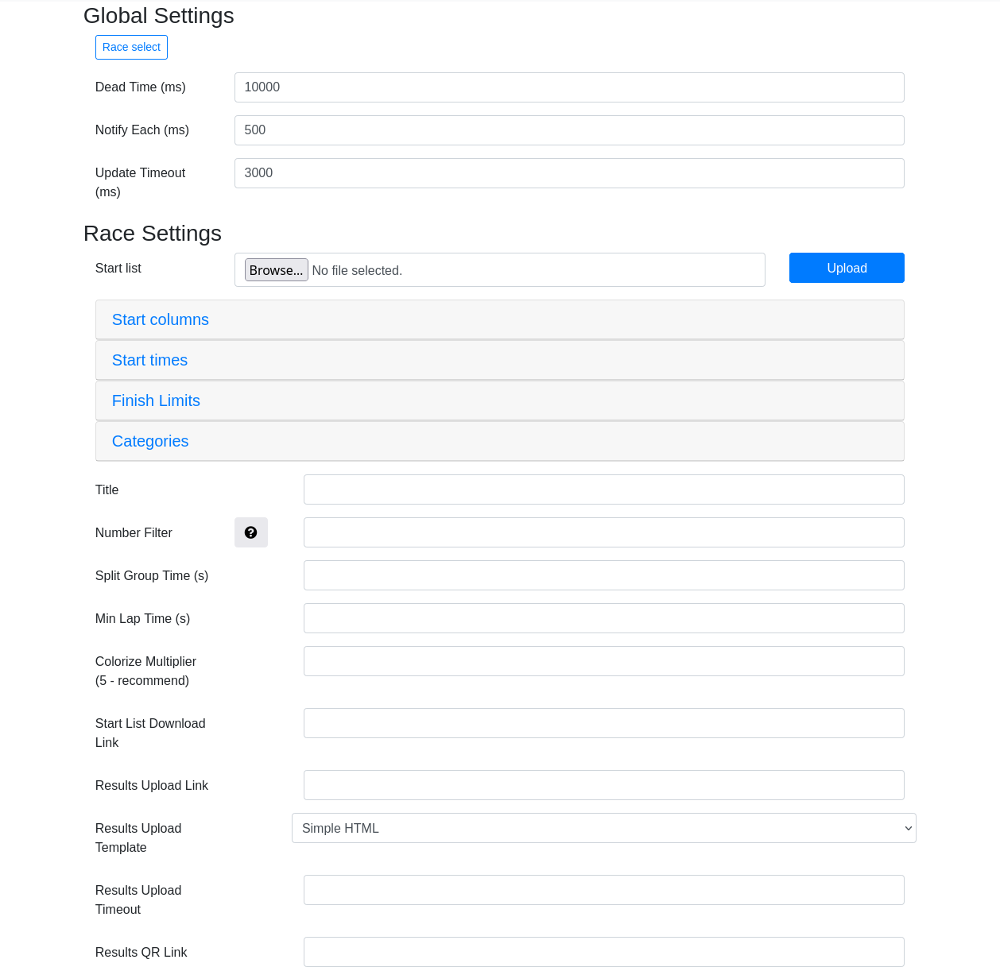 Global Settings
Race select
Dead Time (ms)
10000
Notify Each (ms)
500
Update Timeout
(ms)
3000
Race Settings
Start list
Browse...
No file selected.
Upload
Start columns
Start times
Finish Limits
Categories
Title
Number Filter
?
Split Group Time (s)
Min Lap Time (s)
Colorize Multiplier
(5 - recommend)
Start List Download
Link
Results Upload Link
Results Upload
Template
Simple HTML
Results Upload
Timeout
Results QR Link